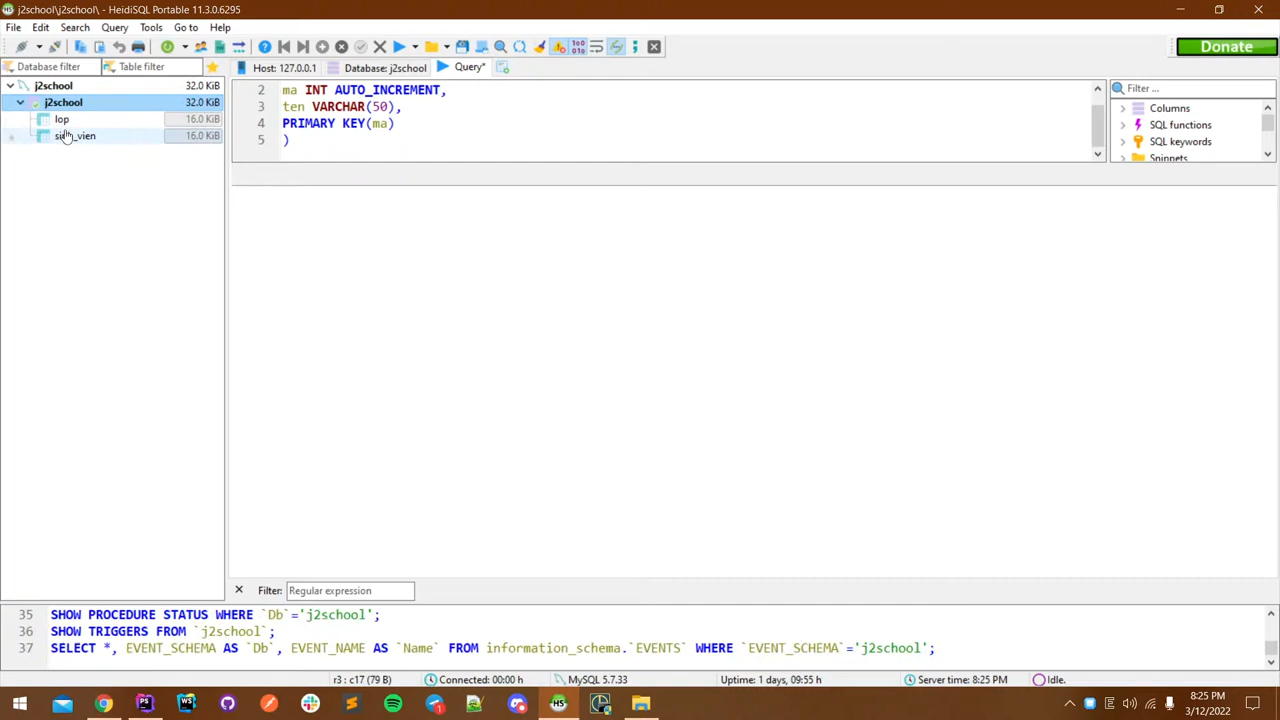 j2school\j2school\ - HeidiSQL Portable 11.3.0.6295
File Edit Search Query Tools Go to Help
Donate
Database filter Table filter
Host: 127.0.0.1 Database: j2school Query*
j2school 32.0 KiB
j2school 32.0 KiB
lop 16.0 KiB
16.0 KiB
2 ma INT AUTO_INCREMENT,
3 ten VARCHAR(50),
4 PRIMARY KEY(ma)
5 )
Filter ...
Columns
SQL functions
SQL keywords
Snippets
Filter: Regular expression
35 SHOW PROCEDURE STATUS WHERE `Db`='j2school';
36 SHOW TRIGGERS FROM `j2school`;
37 SELECT *, EVENT_SCHEMA AS `Db`, EVENT_NAME AS `Name` FROM information_schema.`EVENTS` WHERE `EVENT_SCHEMA`='j2school';
r3 : c17 (79 B) Connected: 00:00 h MySQL 5.7.33 Uptime: 1 days, 09:55 h Server time: 8:25 PM Idle.
8:25 PM
3/12/2022